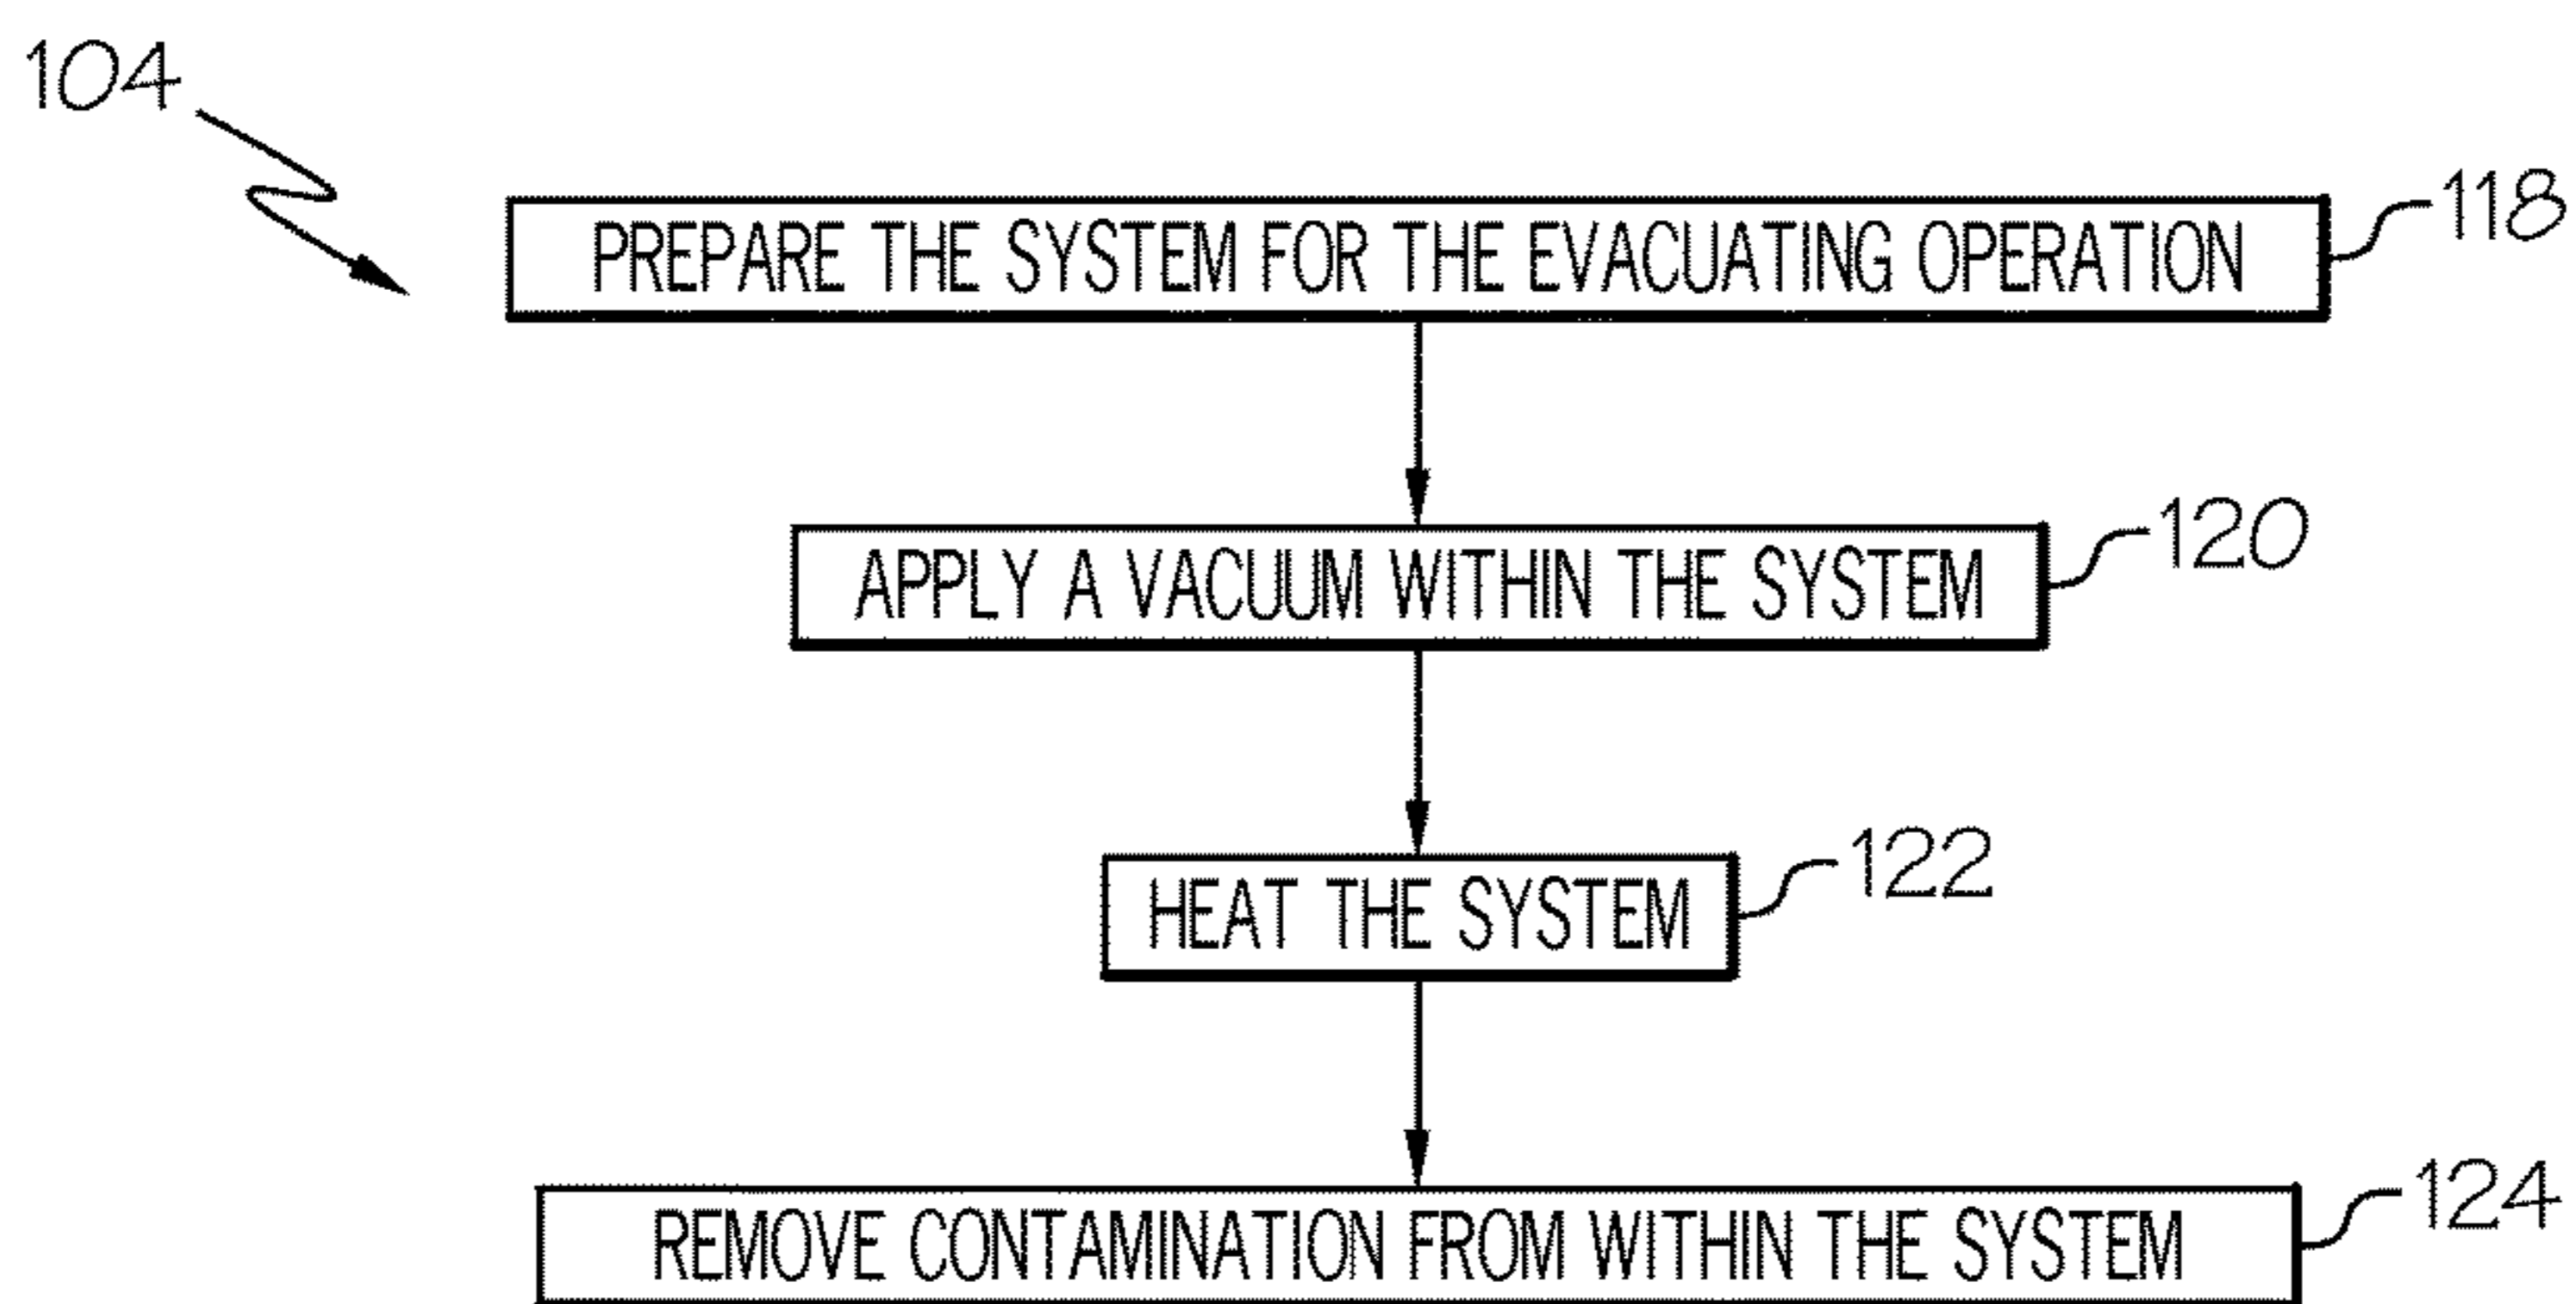 104
PREPARE THE SYSTEM FOR THE EVACUATING OPERATION
118
APPLY A VACUUM WITHIN THE SYSTEM
120
HEAT THE SYSTEM
122
REMOVE CONTAMINATION FROM WITHIN THE SYSTEM
124